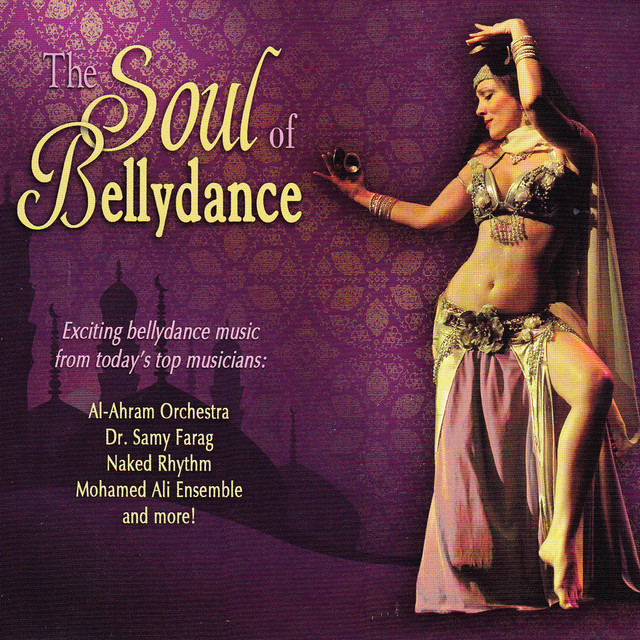 The Soul of
Bellydance
Exciting bellydance music
from today's top musicians:
Al-Ahram Orchestra
Dr. Samy Farag
Naked Rhythm
Mohamed Ali Ensemble
and more!